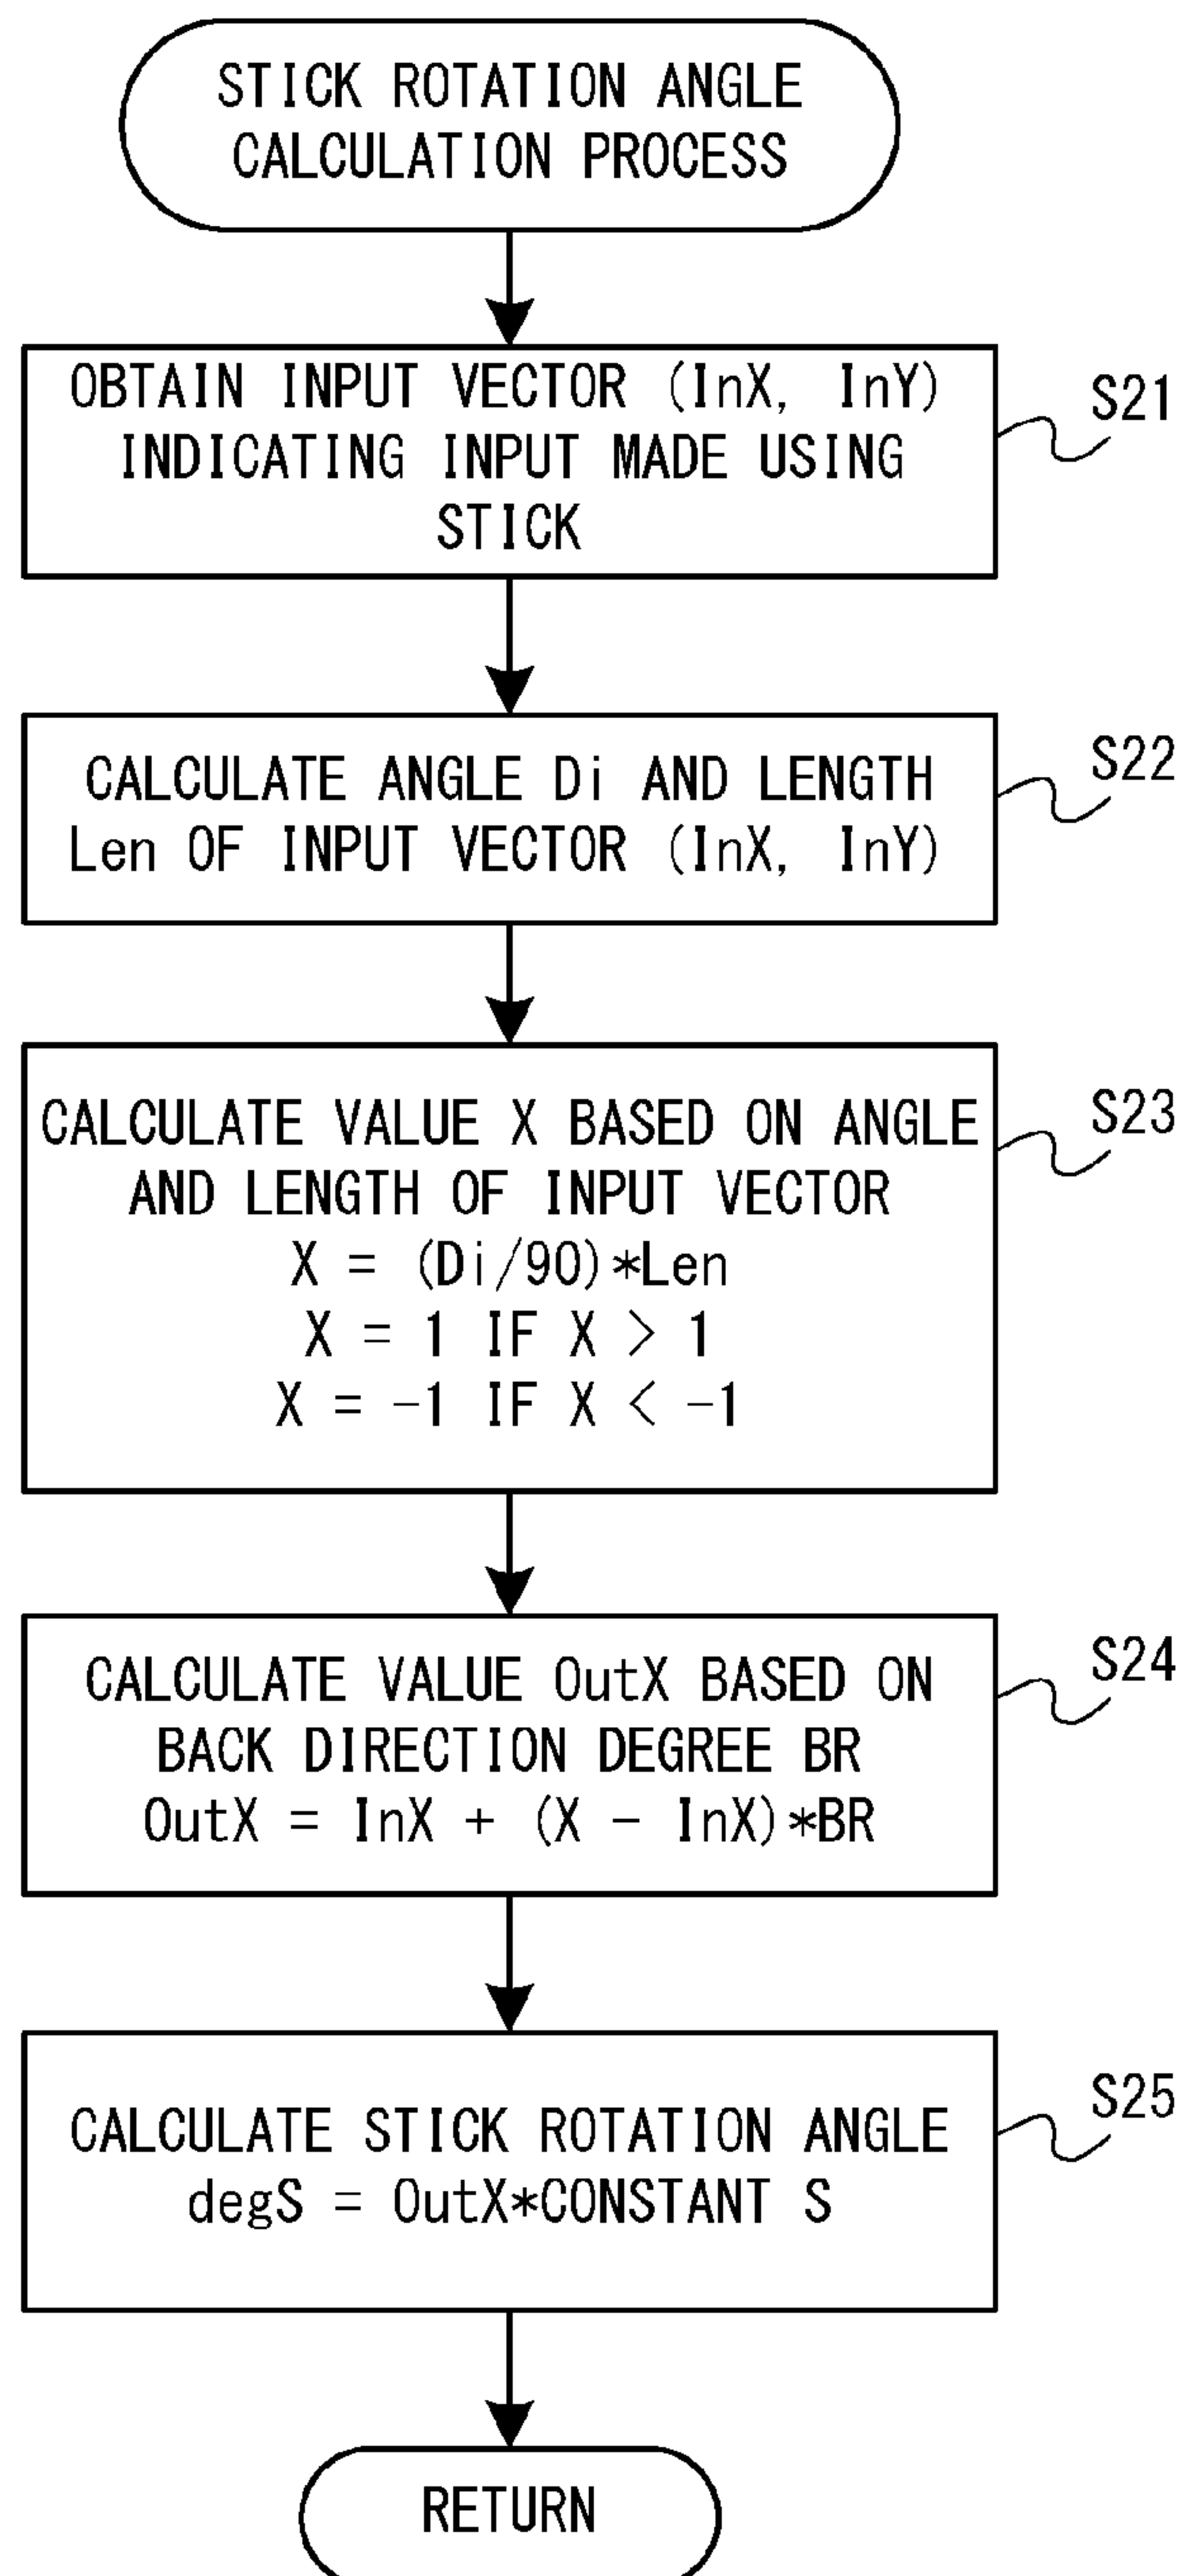 STICK ROTATION ANGLE
CALCULATION PROCESS
OBTAIN INPUT VECTOR (InX, InY)
INDICATING INPUT MADE USING
STICK
S21
CALCULATE ANGLE Di AND LENGTH
Len OF INPUT VECTOR (InX, InY)
S22
CALCULATE VALUE X BASED ON ANGLE
AND LENGTH OF INPUT VECTOR
X = (Di/90)*Len
X = 1 IF X > 1
X = -1 IF X < -1
S23
CALCULATE VALUE OutX BASED ON
BACK DIRECTION DEGREE BR
OutX = InX + (X - InX)*BR
S24
CALCULATE STICK ROTATION ANGLE
degS = OutX*CONSTANT S
S25
RETURN